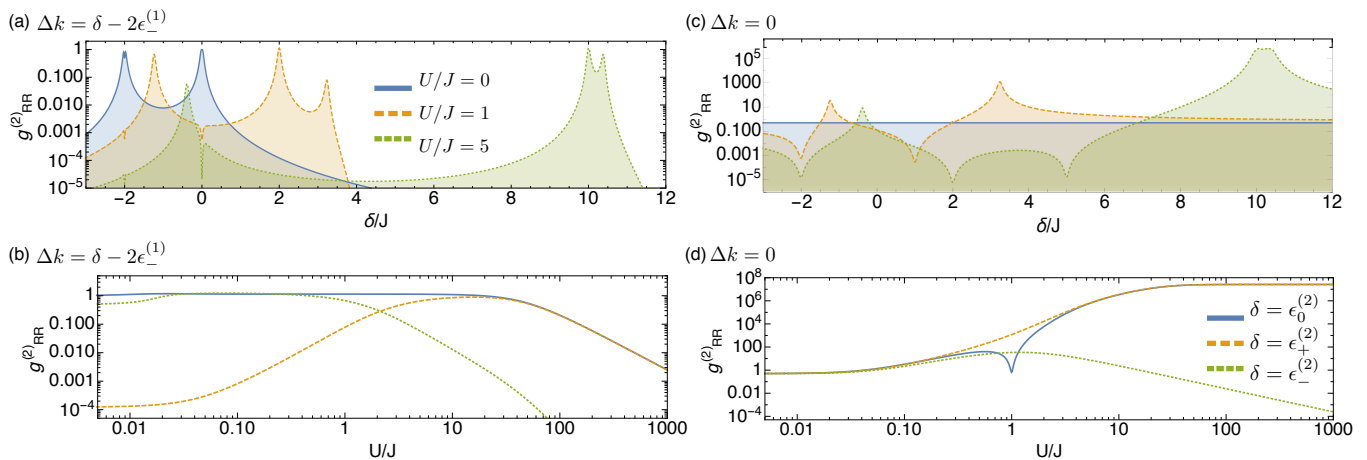 (a) Δk = δ − 2ϵ₋⁽¹⁾
g⁽²⁾RR
1
0.100
0.010
0.001
10⁻⁴
10⁻⁵
U/J = 0
U/J = 1
U/J = 5
−2 0 2 4 6 8 10 12
δ/J
(c) Δk = 0
g⁽²⁾RR
10⁵
1000
10
0.100
0.001
10⁻⁵
−2 0 2 4 6 8 10 12
δ/J
(b) Δk = δ − 2ϵ₋⁽¹⁾
g⁽²⁾RR
1
0.100
0.010
0.001
10⁻⁴
0.01 0.10 1 10 100 1000
U/J
(d) Δk = 0
g⁽²⁾RR
10⁸
10⁶
10⁴
100
1
0.01
10⁻⁴
δ = ϵ₀⁽²⁾
δ = ϵ₊⁽²⁾
δ = ϵ₋⁽²⁾
0.01 0.10 1 10 100 1000
U/J